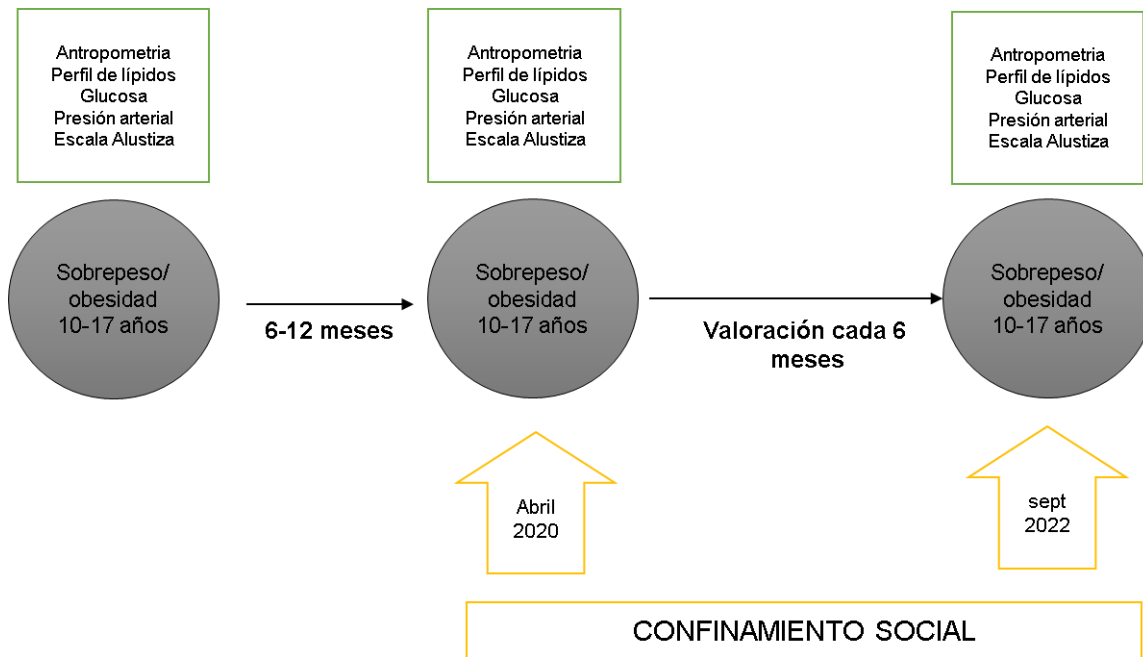 Antropometria
Perfil de lípidos
Glucosa
Presión arterial
Escala Alustiza
Antropometria
Perfil de lípidos
Glucosa
Presión arterial
Escala Alustiza
Antropometria
Perfil de lípidos
Glucosa
Presión arterial
Escala Alustiza
Sobrepeso/
obesidad
10-17 años
6-12 meses
Sobrepeso/
obesidad
10-17 años
Valoración cada 6
meses
Sobrepeso/
obesidad
10-17 años
Abril
2020
sept
2022
CONFINAMIENTO SOCIAL